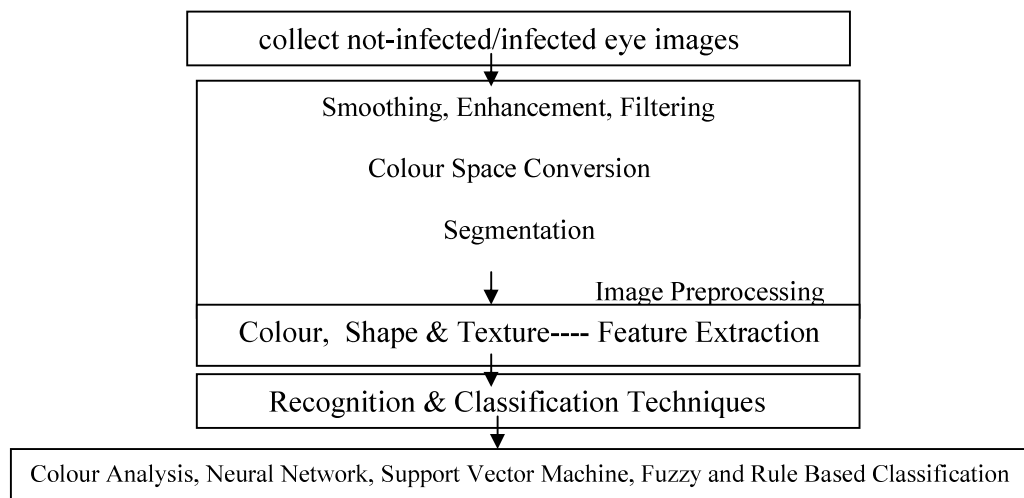 collect not-infected/infected eye images
Smoothing, Enhancement, Filtering
Colour Space Conversion
Segmentation
Image Preprocessing
Colour,  Shape & Texture---- Feature Extraction
Recognition & Classification Techniques
Colour Analysis, Neural Network, Support Vector Machine, Fuzzy and Rule Based Classification